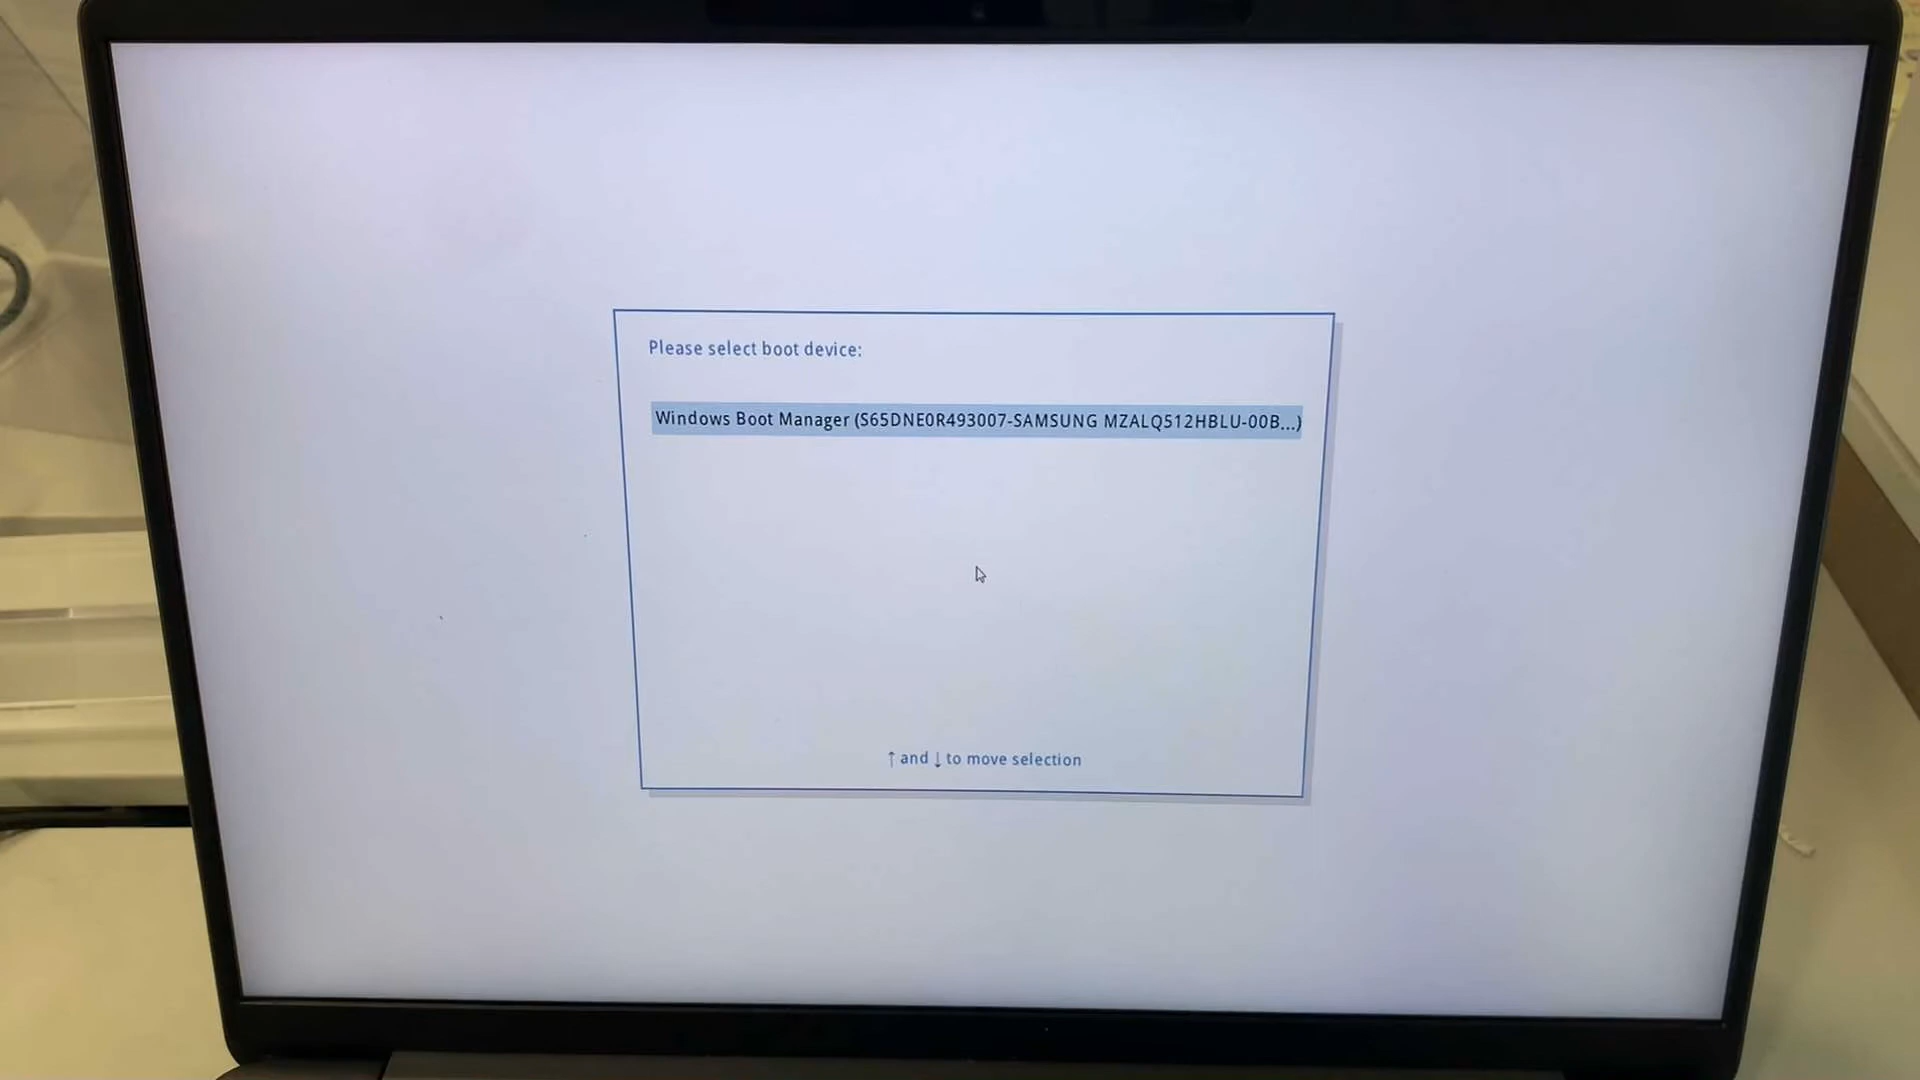 Please select boot device:
Windows Boot Manager (S65DNE0R493007-SAMSUNG MZALQ512HBLU-00B...)
↑ and ↓ to move selection